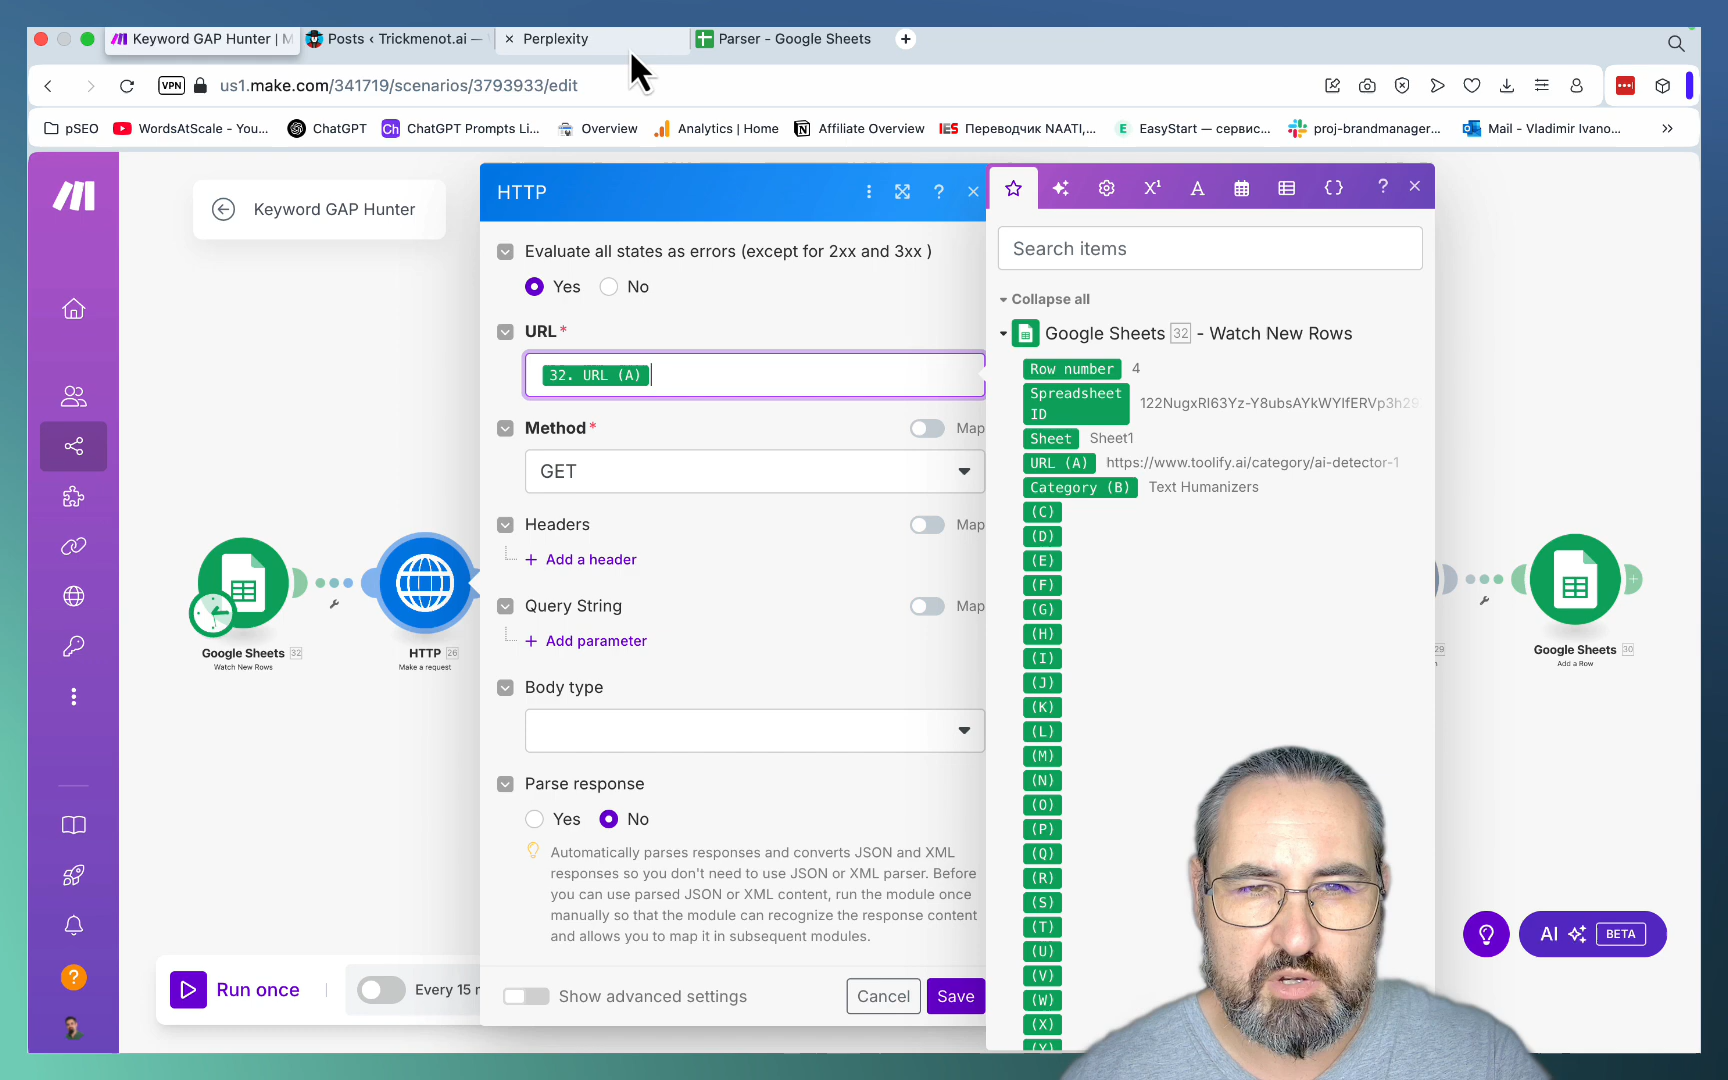 Keyword GAP Hunter | M
Posts ‹ Trickmenot.ai —
Perplexity
Parser - Google Sheets
VPN
us1.make.com/341719/scenarios/3793933/edit
pSEO
WordsAtScale - You...
ChatGPT
Ch
ChatGPT Prompts Li...
Overview
Analytics | Home
Affiliate Overview
IES
Переводчик NAATI,...
E
EasyStart — сервис...
proj-brandmanager...
Mail - Vladimir Ivano...
Keyword GAP Hunter
HTTP
?
Evaluate all states as errors (except for 2xx and 3xx )
Yes
No
URL *
32. URL (A)
Method *
Map
GET
Headers
Map
+ Add a header
Query String
Map
+ Add parameter
Body type
Parse response
Yes
No
Automatically parses responses and converts JSON and XML
responses so you don't need to use JSON or XML parser. Before
you can use parsed JSON or XML content, run the module once
manually so that the module can recognize the response content
and allows you to map it in subsequent modules.
Show advanced settings
Cancel
Save
?
Search items
Collapse all
Google Sheets 32 - Watch New Rows
Row number 4
Spreadsheet
ID
122NugxRI63Yz-Y8ubsAYkWYIfERVp3h29
Sheet Sheet1
URL (A) https://www.toolify.ai/category/ai-detector-1
Category (B) Text Humanizers
(C)
(D)
(E)
(F)
(G)
(H)
(I)
(J)
(K)
(L)
(M)
(N)
(O)
(P)
(Q)
(R)
(S)
(T)
(U)
(V)
(W)
(X)
(Y)
Google Sheets 32
Watch New Rows
HTTP 26
Make a request
29
Google Sheets 30
Add a Row
Run once
Every 15 m
AI
BETA
?